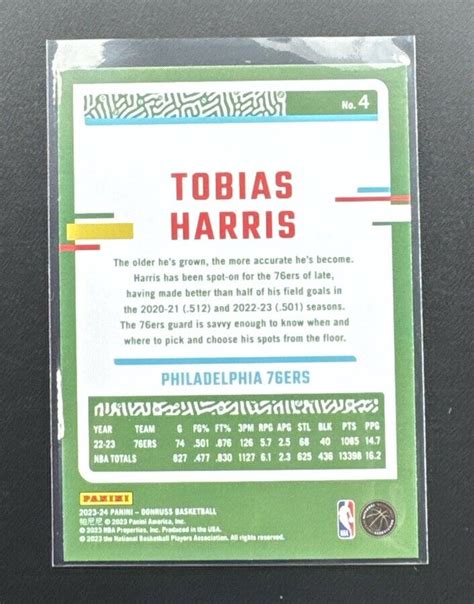 No. 4
TOBIAS
HARRIS
The older he's grown, the more accurate he's become.
Harris has been spot-on for the 76ers of late,
having made better than half of his field goals in
the 2020-21 (.512) and 2022-23 (.501) seasons.
The 76ers guard is savvy enough to know when and
where to pick and choose his spots from the floor.
PHILADELPHIA 76ERS
YEAR TEAM G FG% FT% 3PM RPG APG STL BLK PTS PPG
22-23 76ERS 74 .501 .876 126 5.7 2.5 68 40 1085 14.7
NBA TOTALS 827 .477 .830 1127 6.1 2.3 625 436 13398 16.2
PANINI
2023-24 PANINI – DONRUSS BASKETBALL
帕尼尼 © 2023 Panini America, Inc.
© 2023 NBA Properties, Inc. Produced in the USA.
© 2023 the National Basketball Players Association. All rights reserved.
NBA